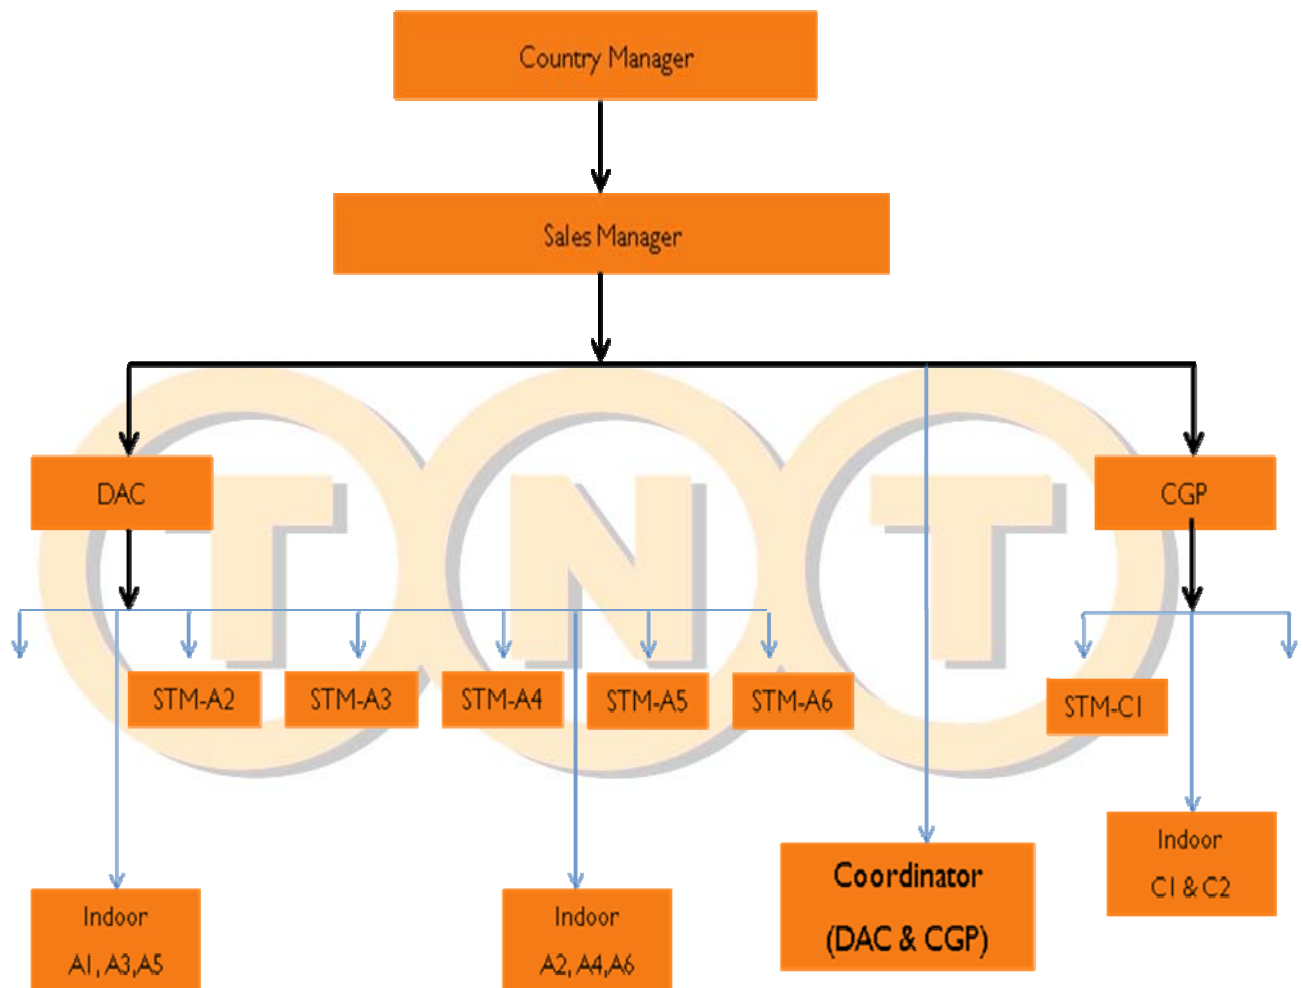 Country Manager
Sales Manager
TNT
DAC
CGP
STM-A2
STM-A3
STM-A4
STM-A5
STM-A6
STM-C1
Indoor
C1 & C2
Coordinator
(DAC & CGP)
Indoor
A1, A3,A5
Indoor
A2, A4,A6